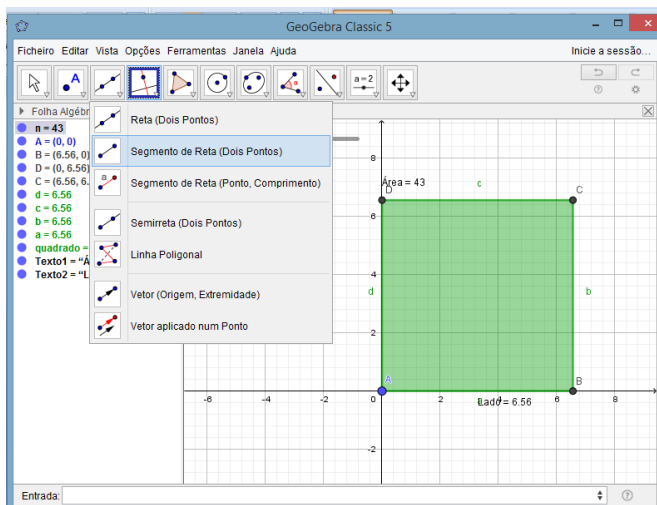 GeoGebra Classic 5
Ficheiro Editar Vista Opções Ferramentas Janela Ajuda Inicie a sessão...
A
a = 2
Folha Algébr
n = 43
A = (0, 0)
B = (6.56, 0)
D = (0, 6.56)
C = (6.56, 6.
d = 6.56
c = 6.56
b = 6.56
a = 6.56
quadrado =
Texto1 = “Á
Texto2 = “L
Reta (Dois Pontos)
Segmento de Reta (Dois Pontos)
a
Segmento de Reta (Ponto, Comprimento)
Semirreta (Dois Pontos)
Linha Poligonal
Vetor (Origem, Extremidade)
Vetor aplicado num Ponto
8
Área = 43
c
D
C
6
4
d
b
2
A
B
-6 -4 -2 0 2 4 6 8
Lado = 6.56
-2
Entrada: